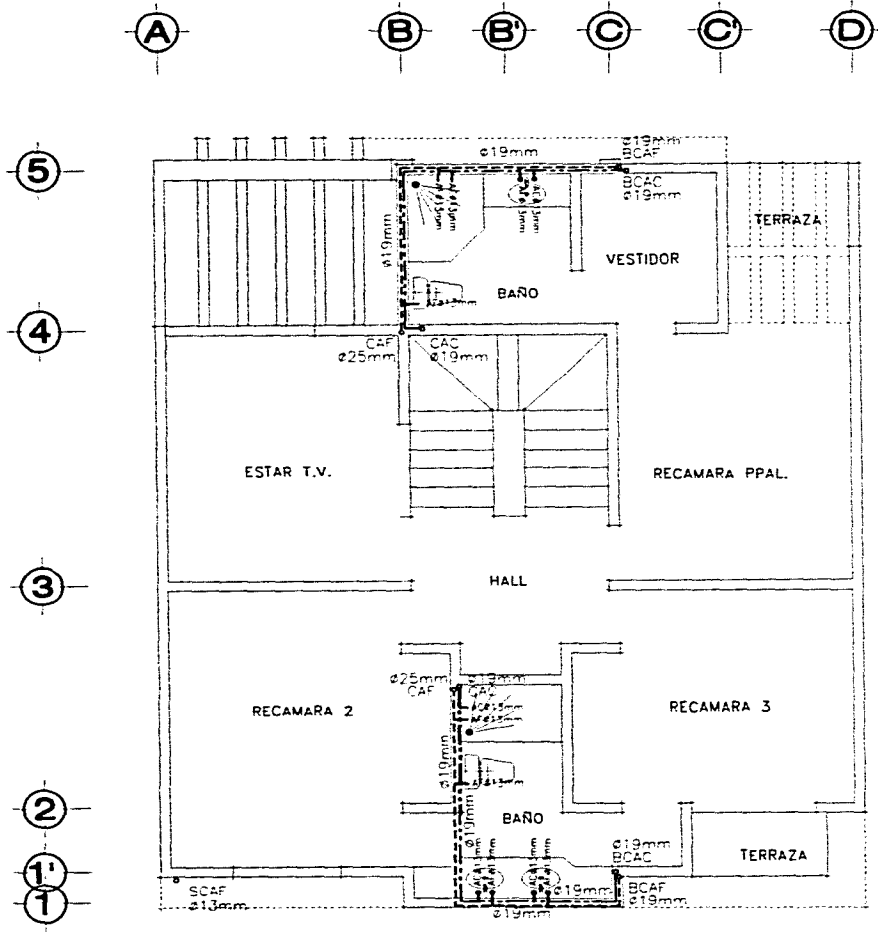 A B B' C C' D
5
ø19mm
ø19mm
BCAF
BCAC
ø19mm
ø19mm
TERRAZA
VESTIDOR
BAÑO
4
CAF
ø25mm
CAC
ø19mm
ESTAR T.V.
RECAMARA PPAL.
3
HALL
ø25mm
CAF
ø19mm
CAC
RECAMARA 2
RECAMARA 3
ø19mm
ø19mm
2
BAÑO
ø19mm
BCAC
TERRAZA
1'
1
SCAF
ø13mm
ø19mm
BCAF
ø19mm
ø19mm